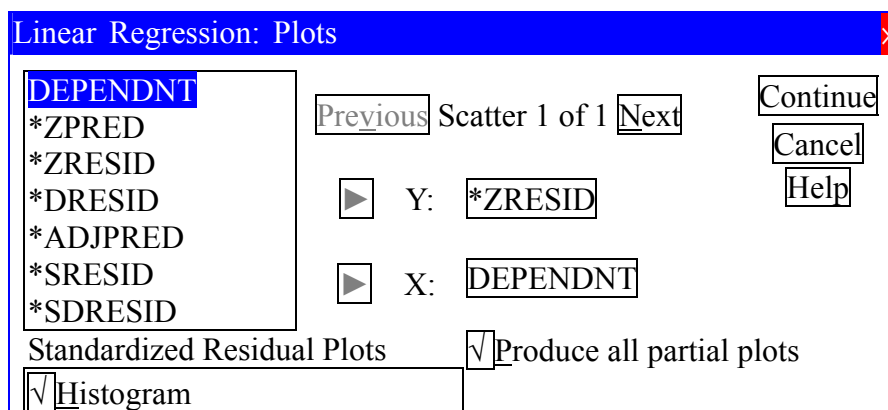 Linear Regression: Plots ×
DEPENDNT
*ZPRED
*ZRESID
*DRESID
*ADJPRED
*SRESID
*SDRESID
Previous Scatter 1 of 1 Next
Y: *ZRESID
X: DEPENDNT
Continue
Cancel
Help
Standardized Residual Plots
√ Produce all partial plots
√ Histogram